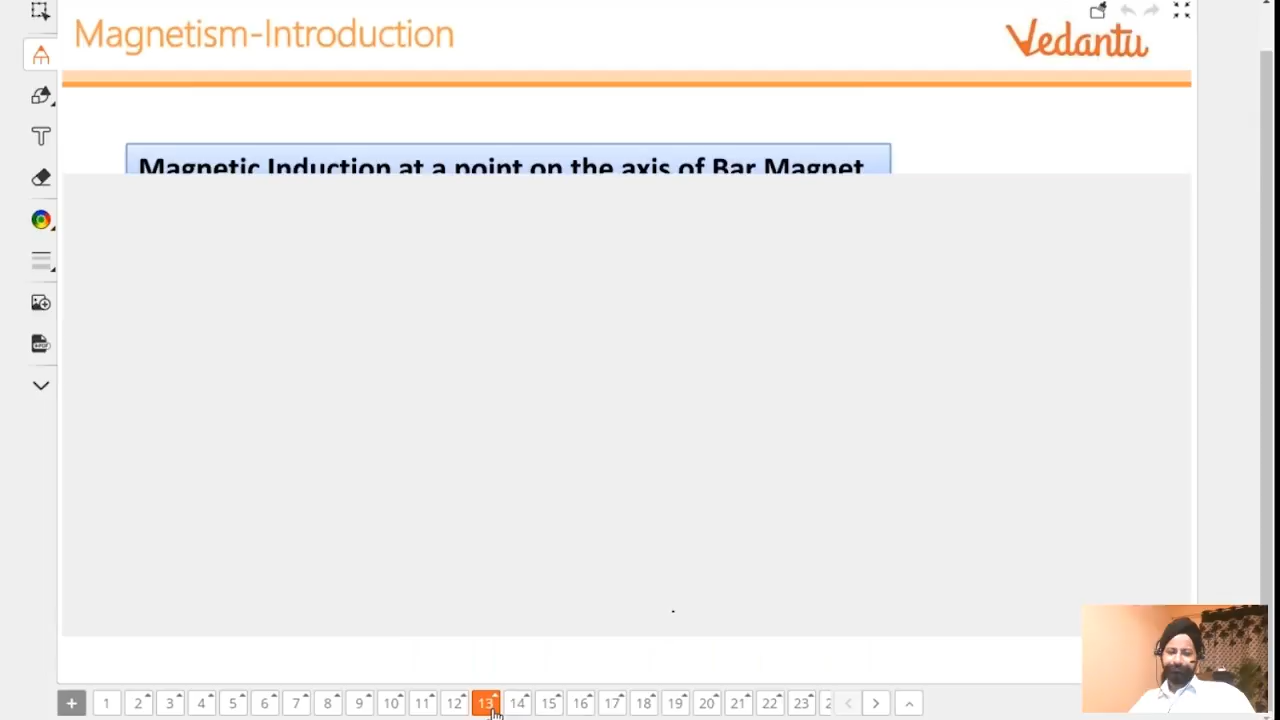 Magnetism-Introduction
Vedantu
Magnetic Induction at a point on the axis of Bar Magnet
T
+ 1 2 3 4 5 6 7 8 9 10 11 12 13 14 15 16 17 18 19 20 21 22 23 2